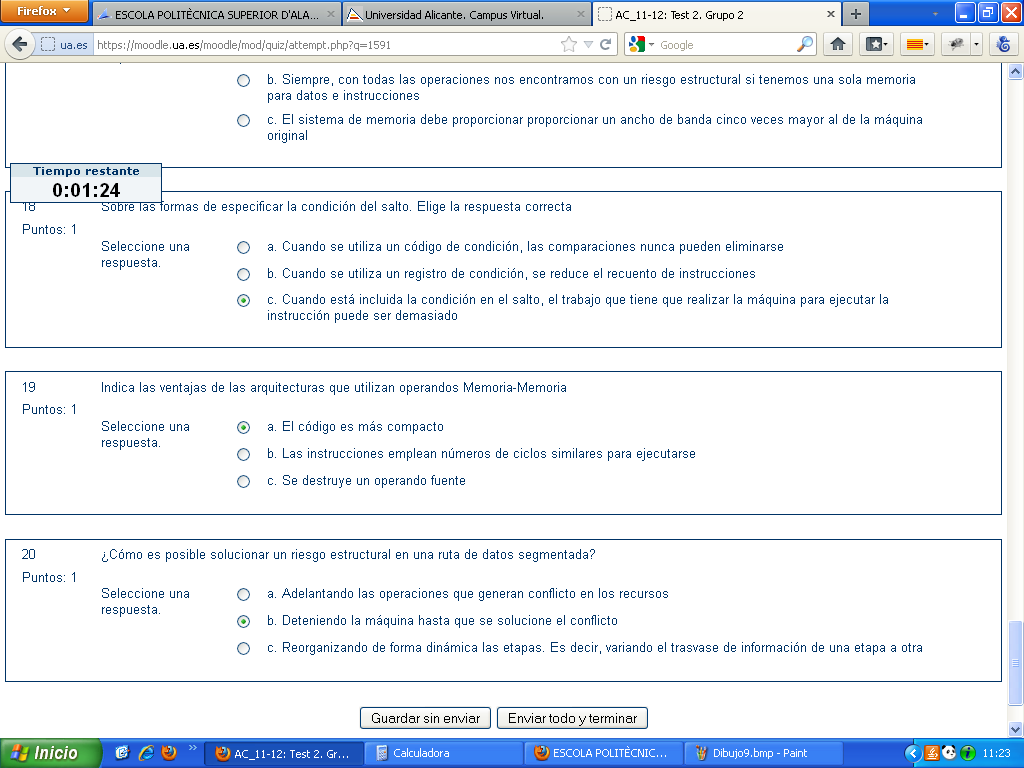 Firefox
ESCOLA POLITÈCNICA SUPERIOR D'ALA...
Universidad Alicante. Campus Virtual.
AC_11-12: Test 2. Grupo 2
ua.es
https://moodle.ua.es/moodle/mod/quiz/attempt.php?q=1591
Google
b. Siempre, con todas las operaciones nos encontramos con un riesgo estructural si tenemos una sola memoria
para datos e instrucciones
c. El sistema de memoria debe proporcionar proporcionar un ancho de banda cinco veces mayor al de la máquina
original
Tiempo restante
0:01:24
18
Sobre las formas de especificar la condición del salto. Elige la respuesta correcta
Puntos: 1
Seleccione una
respuesta.
a. Cuando se utiliza un código de condición, las comparaciones nunca pueden eliminarse
b. Cuando se utiliza un registro de condición, se reduce el recuento de instrucciones
c. Cuando está incluida la condición en el salto, el trabajo que tiene que realizar la máquina para ejecutar la
instrucción puede ser demasiado
19
Indica las ventajas de las arquitecturas que utilizan operandos Memoria-Memoria
Puntos: 1
Seleccione una
respuesta.
a. El código es más compacto
b. Las instrucciones emplean números de ciclos similares para ejecutarse
c. Se destruye un operando fuente
20
¿Cómo es posible solucionar un riesgo estructural en una ruta de datos segmentada?
Puntos: 1
Seleccione una
respuesta.
a. Adelantando las operaciones que generan conflicto en los recursos
b. Deteniendo la máquina hasta que se solucione el conflicto
c. Reorganizando de forma dinámica las etapas. Es decir, variando el trasvase de información de una etapa a otra
Guardar sin enviar
Enviar todo y terminar
Inicio
AC_11-12: Test 2. Gr...
Calculadora
ESCOLA POLITÈCNIC...
Dibujo9.bmp - Paint
11:23